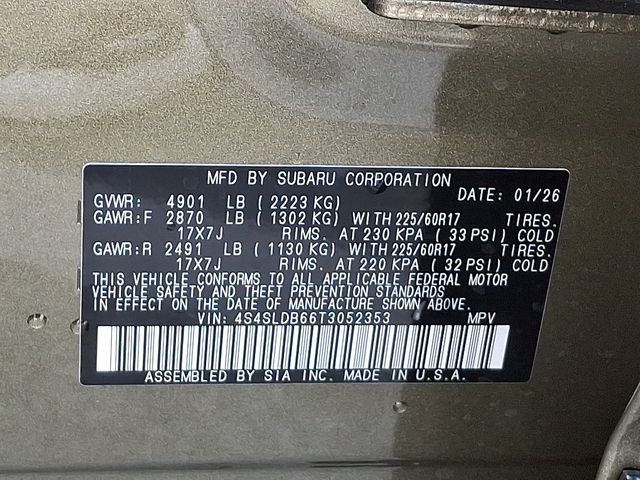 MFD BY SUBARU CORPORATION
GVWR: 4901 LB ( 2223 KG) DATE: 01/26
GAWR:F 2870 LB ( 1302 KG) WITH 225/60R17 TIRES.
17X7J RIMS. AT 230 KPA ( 33 PSI) COLD
GAWR:R 2491 LB ( 1130 KG) WITH 225/60R17 TIRES.
17X7J RIMS. AT 220 KPA ( 32 PSI) COLD
THIS VEHICLE CONFORMS TO ALL APPLICABLE FEDERAL MOTOR
VEHICLE SAFETY AND THEFT PREVENTION STANDARDS
IN EFFECT ON THE DATE OF MANUFACTURE SHOWN ABOVE.
VIN: 4S4SLDB66T3052353 MPV
ASSEMBLED BY SIA INC. MADE IN U.S.A.